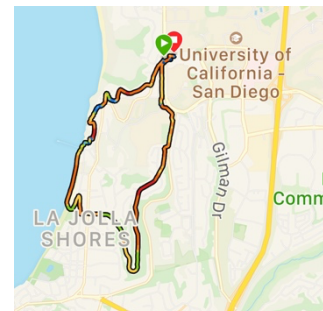 University of
California -
San Diego
Gilman Dr
Comm
LA JOLLA
SHORES